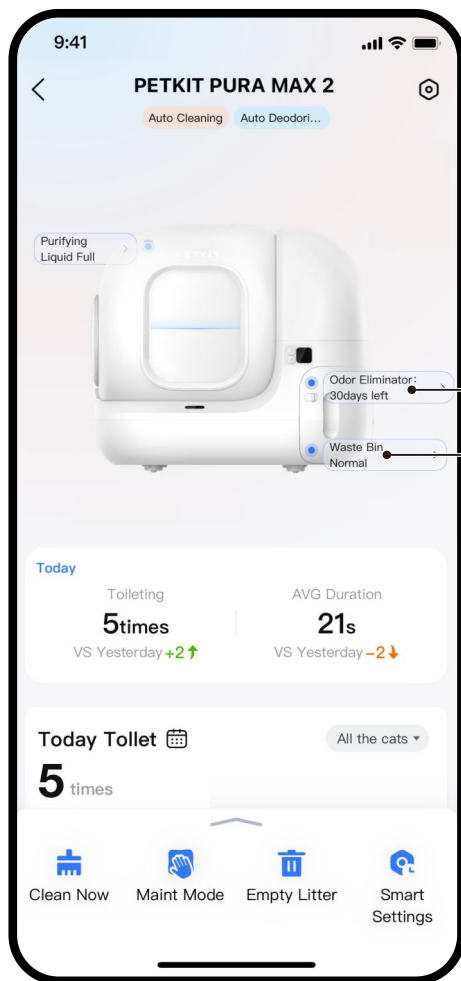 9:41
PETKIT PURA MAX 2
Auto Cleaning Auto Deodori...
Purifying
Liquid Full
PETKIT
Odor Eliminator:
30days left
Waste Bin
Normal
Today
Toileting AVG Duration
5times 21s
VS Yesterday +2 VS Yesterday -2
Today Tollet All the cats
5 times
Clean Now Maint Mode Empty Litter Smart
Settings